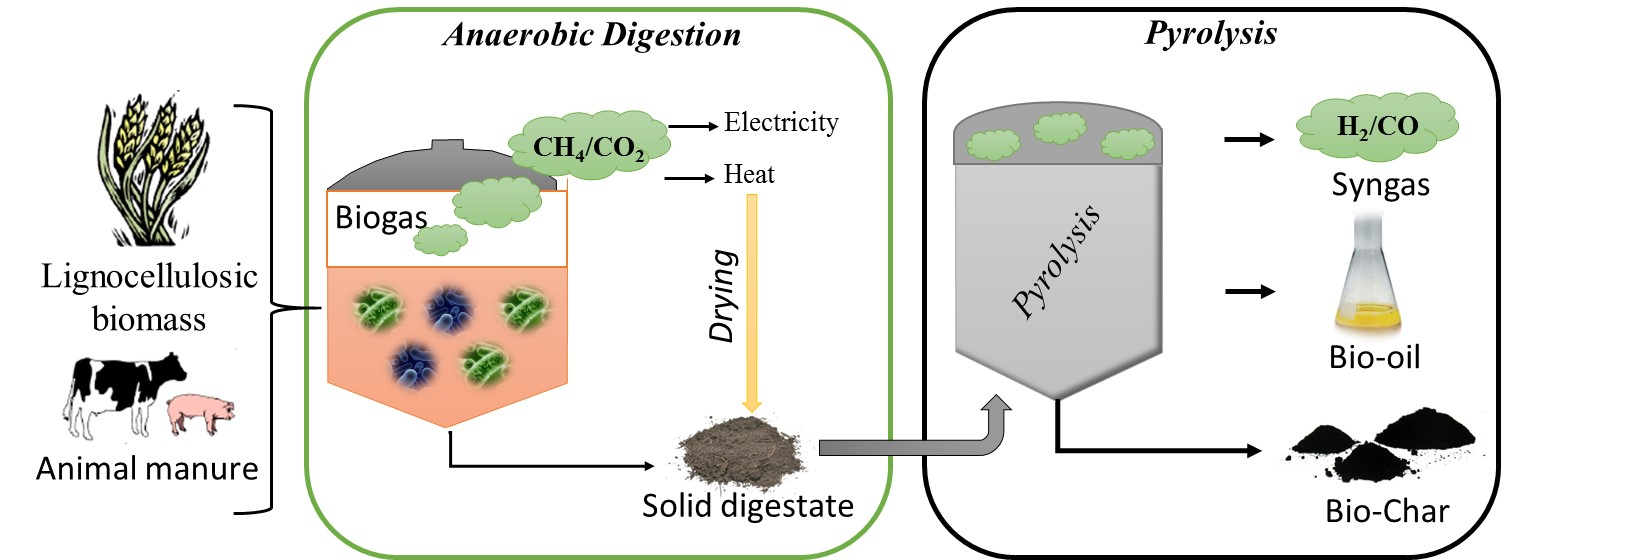 Anaerobic Digestion
Pyrolysis
CH₄/CO₂
Electricity
Heat
Biogas
Drying
Lignocellulosic
biomass
Animal manure
Solid digestate
Pyrolysis
H₂/CO
Syngas
Bio-oil
Bio-Char